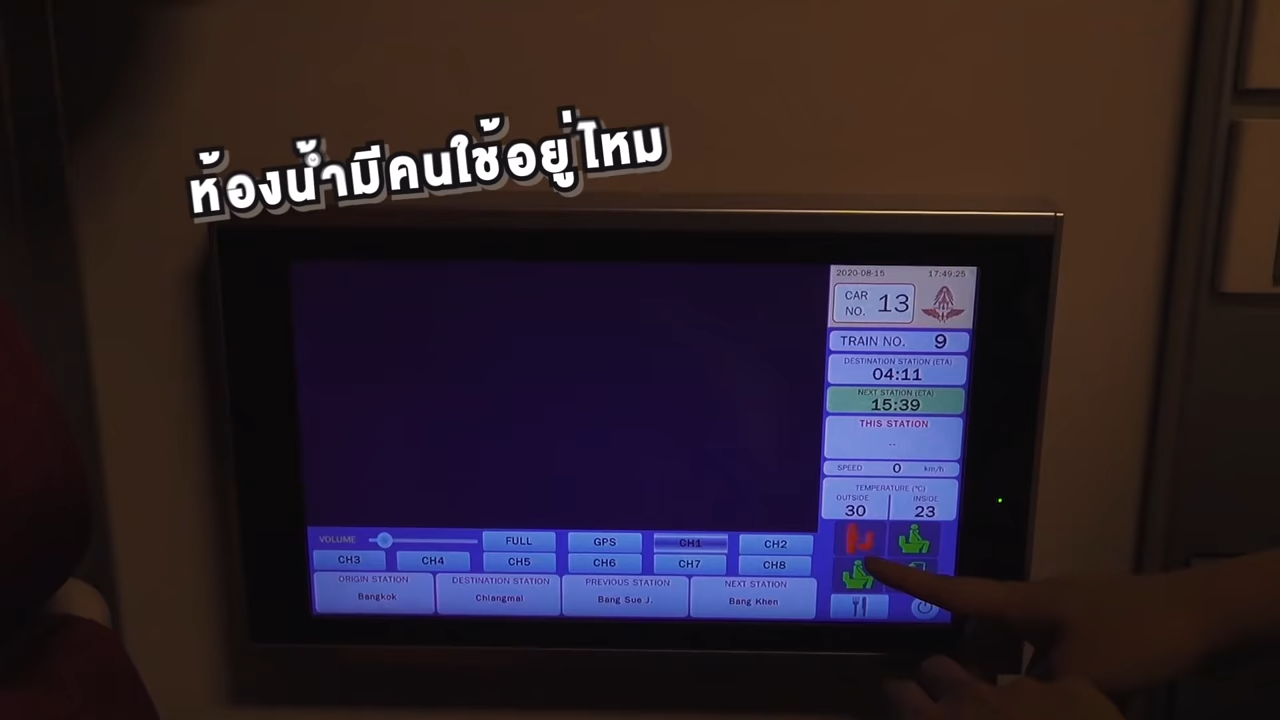 ห้องน้ำมีคนใช้อยู่ไหม
2020-08-15 17:49:25
CAR NO. 13
TRAIN NO. 9
DESTINATION STATION (ETA)
04:11
NEXT STATION (ETA)
15:39
THIS STATION
--
SPEED 0 km/h
TEMPERATURE (°C)
OUTSIDE INSIDE
30 23
VOLUME FULL GPS CH1 CH2
CH3 CH4 CH5 CH6 CH7 CH8
ORIGIN STATION DESTINATION STATION PREVIOUS STATION NEXT STATION
Bangkok Chiangmai Bang Sue J. Bang Khen